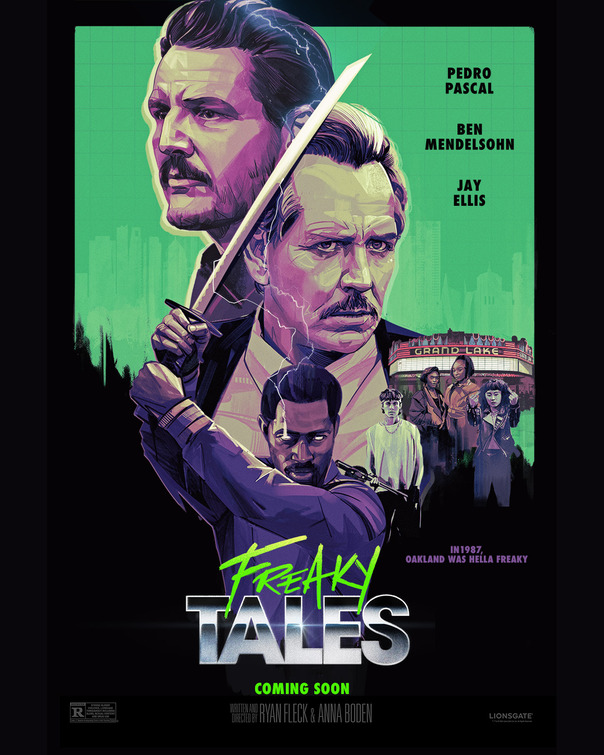 PEDRO
PASCAL
BEN
MENDELSOHN
JAY
ELLIS
GRAND LAKE
IN 1987,
OAKLAND WAS HELLA FREAKY
FREAKY
TALES
COMING SOON
R
WRITTEN AND
DIRECTED BY RYAN FLECK & ANNA BODEN
LIONSGATE